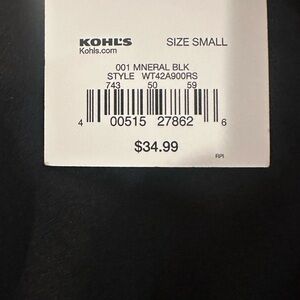 KOHL'S SIZE SMALL
Kohls.com
001 MNERAL BLK
STYLE WT42A900RS
743 50 59
4 00515 27862 6
$34.99
RPI